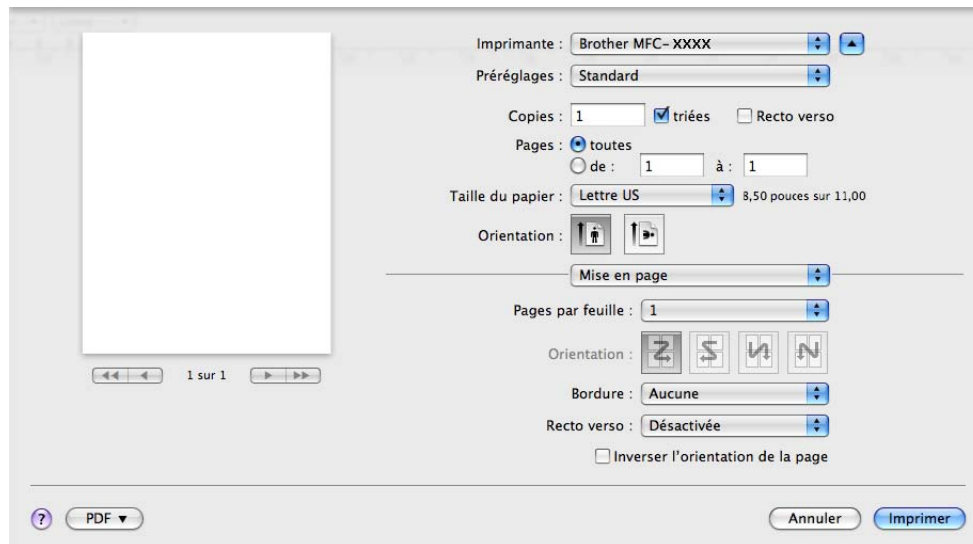 Imprimante : Brother MFC-XXXX
Préréglages : Standard
Copies : 1 triées Recto verso
Pages : toutes
de : 1 à : 1
Taille du papier : Lettre US 8,50 pouces sur 11,00
Orientation :
Mise en page
Pages par feuille : 1
Orientation :
1 sur 1
Bordure : Aucune
Recto verso : Désactivée
Inverser l'orientation de la page
? PDF Annuler Imprimer